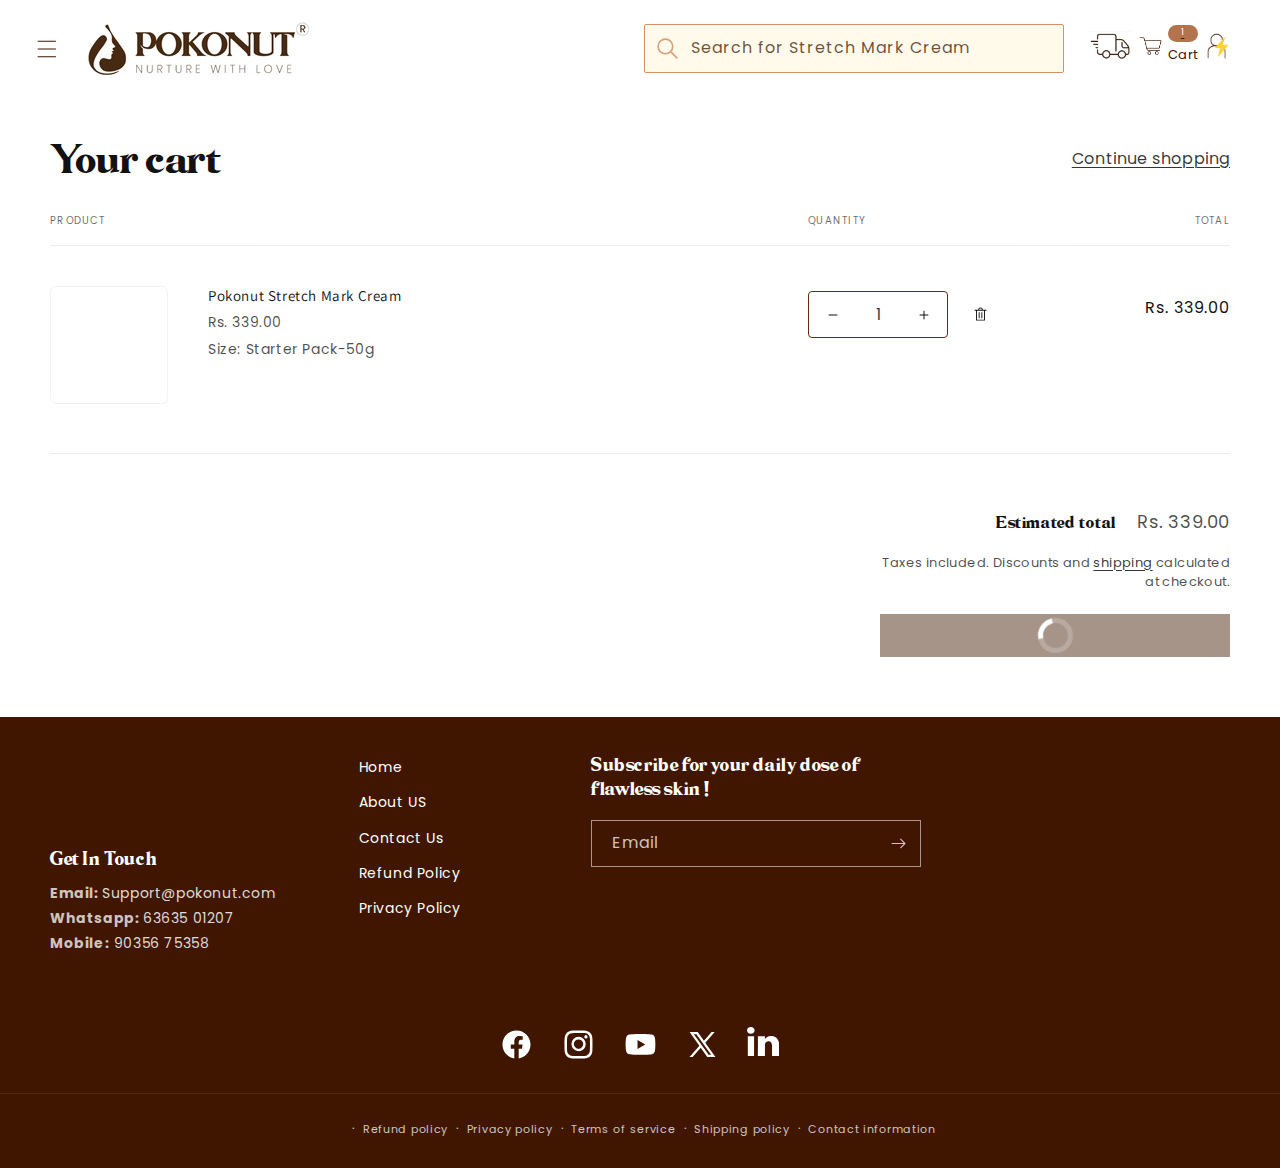 POKONUT®
NURTURE WITH LOVE
Search for Stretch Mark Cream
1
Cart
Your cart
Continue shopping
PRODUCT
QUANTITY
TOTAL
Pokonut Stretch Mark Cream
Rs. 339.00
Size: Starter Pack-50g
1
Rs. 339.00
Estimated total
Rs. 339.00
Taxes included. Discounts and shipping calculated
at checkout.
Get In Touch
Email: Support@pokonut.com
Whatsapp: 63635 01207
Mobile: 90356 75358
Home
About US
Contact Us
Refund Policy
Privacy Policy
Subscribe for your daily dose of
flawless skin !
Email
· Refund policy · Privacy policy · Terms of service · Shipping policy · Contact information